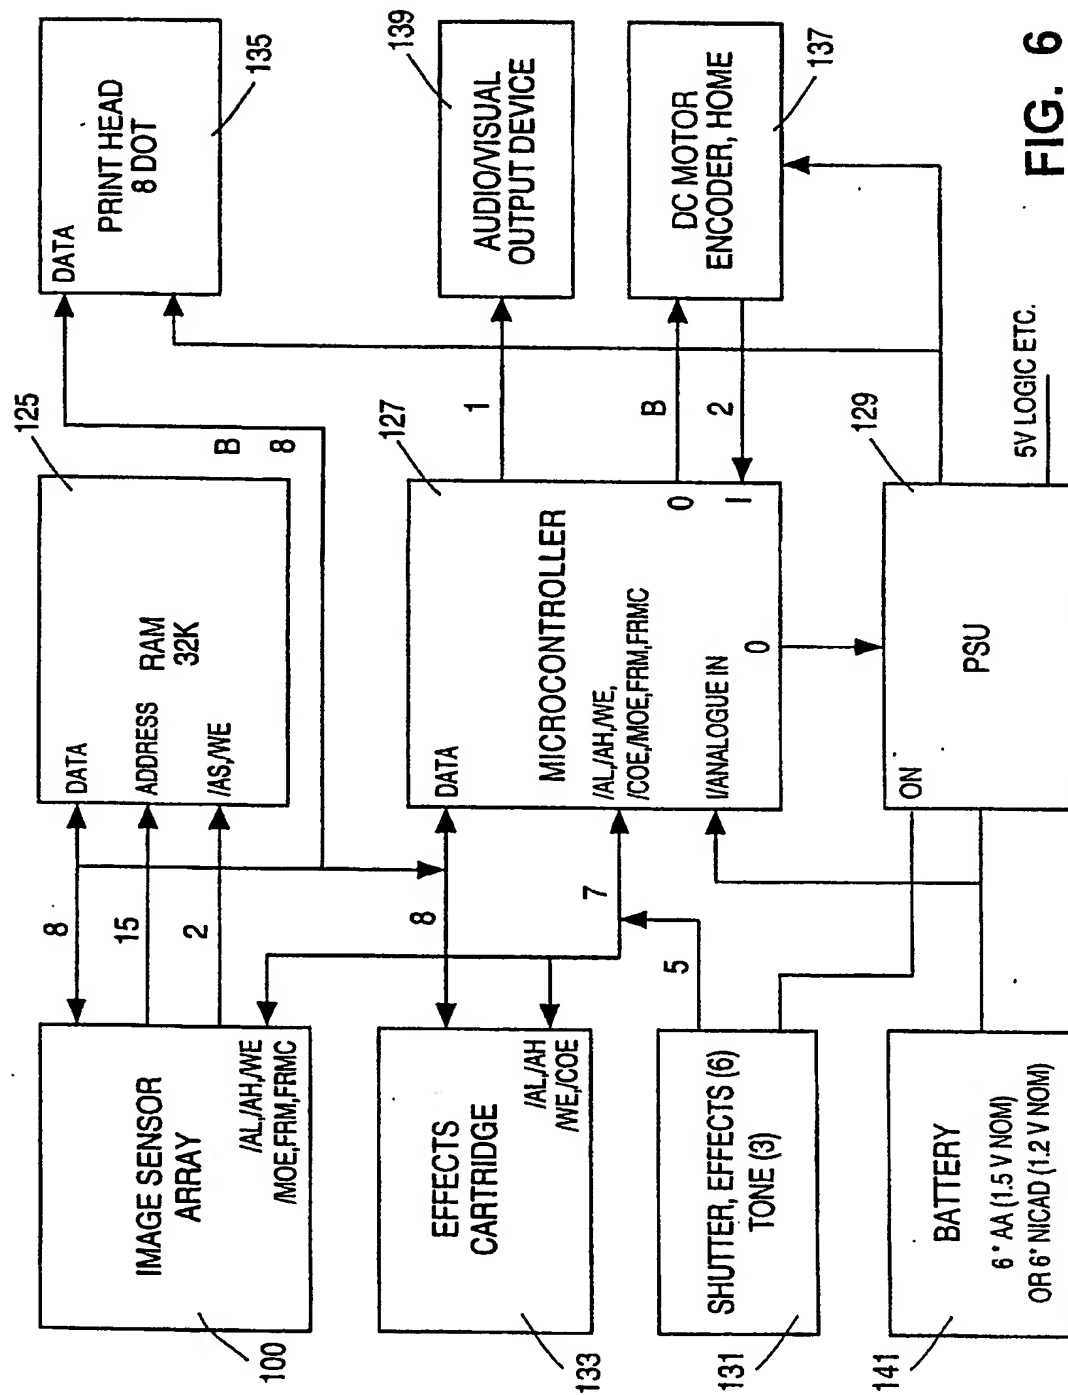 100
IMAGE SENSOR
ARRAY
/AL,/AH,/WE
/MOE,FRM,FRMC
8
15
2
125
DATA
ADDRESS
/AS,/WE
RAM
32K
B
8
DATA
PRINT HEAD
8 DOT
135
133
EFFECTS
CARTRIDGE
/AL,/AH
/WE,/COE
8
7
127
DATA
MICROCONTROLLER
/AL,/AH,/WE,
/COE,/MOE,FRM,FRMC
I/ANALOGUE IN
0
0
I
1
B
2
139
AUDIO/VISUAL
OUTPUT DEVICE
DC MOTOR
ENCODER, HOME
137
131
SHUTTER, EFFECTS (6)
TONE (3)
5
141
BATTERY
6* AA (1.5 V NOM)
OR 6* NICAD (1.2 V NOM)
ON
PSU
129
5V LOGIC ETC.
FIG. 6